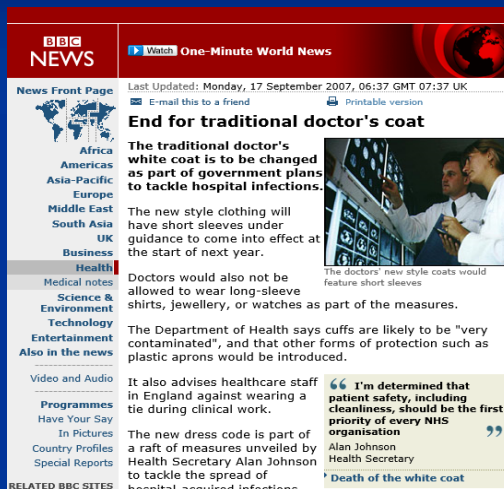 BBC
NEWS
Watch One-Minute World News
News Front Page
Africa
Americas
Asia-Pacific
Europe
Middle East
South Asia
UK
Business
Health
Medical notes
Science &
Environment
Technology
Entertainment
Also in the news
Video and Audio
Programmes
Have Your Say
In Pictures
Country Profiles
Special Reports
RELATED BBC SITES
Last Updated: Monday, 17 September 2007, 06:37 GMT 07:37 UK
E-mail this to a friend
Printable version
End for traditional doctor's coat
The traditional doctor's
white coat is to be changed
as part of government plans
to tackle hospital infections.
The new style clothing will
have short sleeves under
guidance to come into effect at
the start of next year.
The doctors' new style coats would
feature short sleeves
Doctors would also not be
allowed to wear long-sleeve
shirts, jewellery, or watches as part of the measures.
The Department of Health says cuffs are likely to be "very
contaminated", and that other forms of protection such as
plastic aprons would be introduced.
It also advises healthcare staff
in England against wearing a
tie during clinical work.
The new dress code is part of
a raft of measures unveiled by
Health Secretary Alan Johnson
to tackle the spread of
hospital-acquired infections
“ I'm determined that
patient safety, including
cleanliness, should be the first
priority of every NHS
organisation ”
Alan Johnson
Health Secretary
Death of the white coat